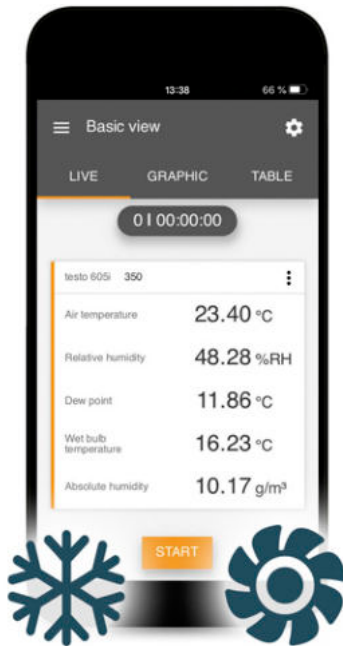 13:38 66 %
Basic view
LIVE GRAPHIC TABLE
0 I 00:00:00
testo 605i 350
Air temperature 23.40 °C
Relative humidity 48.28 %RH
Dew point 11.86 °C
Wet bulb
temperature 16.23 °C
Absolute humidity 10.17 g/m³
START